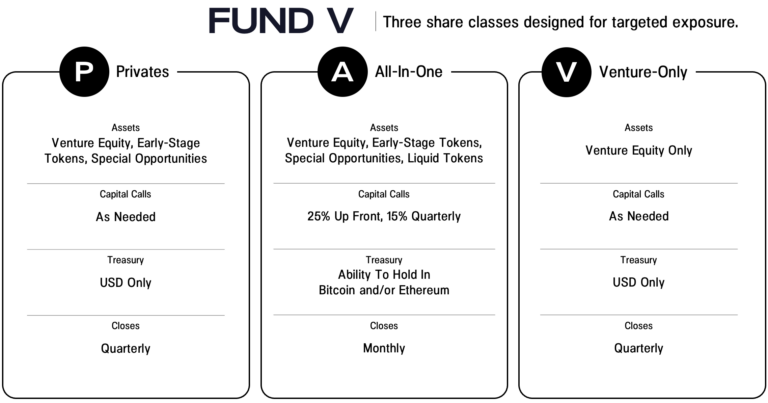 FUND V
Three share classes designed for targeted exposure.
P
Privates
Assets
Venture Equity, Early-Stage
Tokens, Special Opportunities
Capital Calls
As Needed
Treasury
USD Only
Closes
Quarterly
A
All-In-One
Assets
Venture Equity, Early-Stage Tokens,
Special Opportunities, Liquid Tokens
Capital Calls
25% Up Front, 15% Quarterly
Treasury
Ability To Hold In
Bitcoin and/or Ethereum
Closes
Monthly
V
Venture-Only
Assets
Venture Equity Only
Capital Calls
As Needed
Treasury
USD Only
Closes
Quarterly